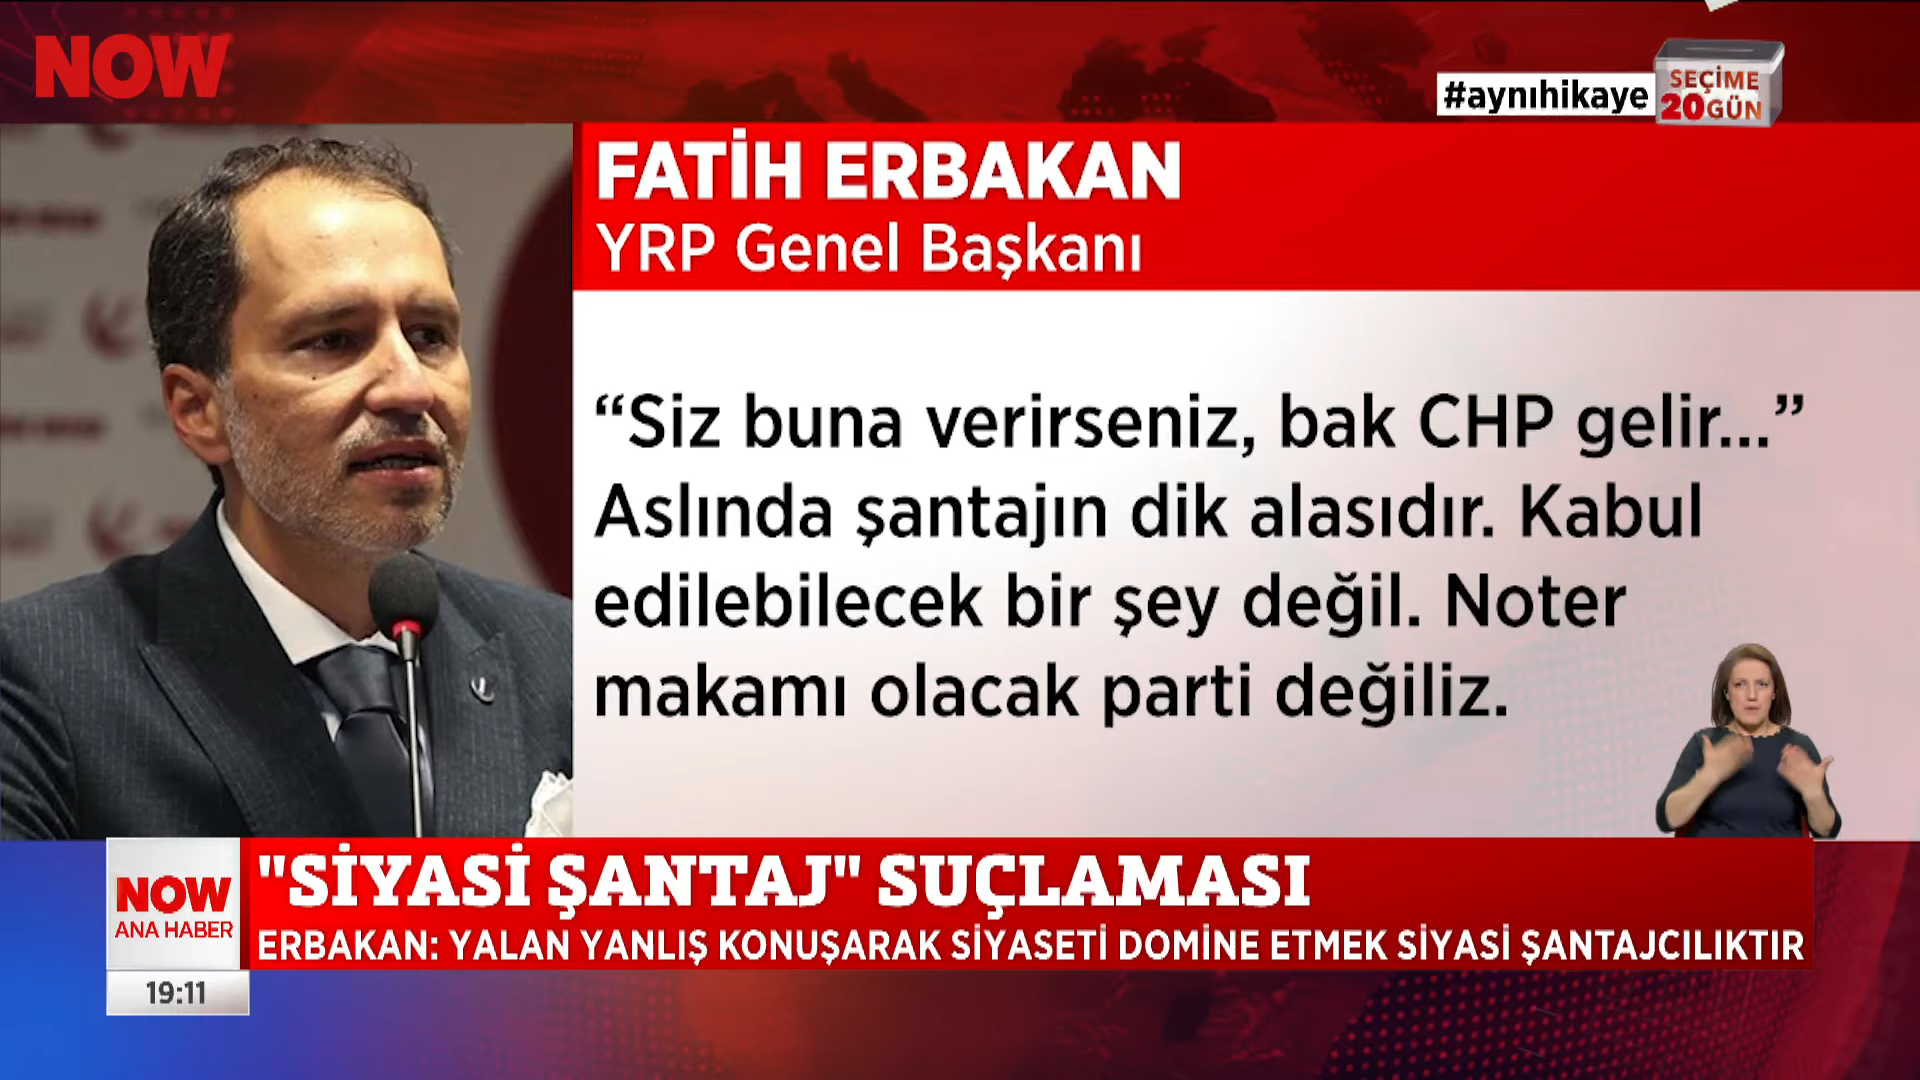 NOW
#aynıhikaye
SEÇİME
20 GÜN
FATİH ERBAKAN
YRP Genel Başkanı
“Siz buna verirseniz, bak CHP gelir...”
Aslında şantajın dik alasıdır. Kabul
edilebilecek bir şey değil. Noter
makamı olacak parti değiliz.
NOW
ANA HABER
"SİYASİ ŞANTAJ" SUÇLAMASI
ERBAKAN: YALAN YANLIŞ KONUŞARAK SİYASETİ DOMİNE ETMEK SİYASİ ŞANTAJCILIKTIR
19:11